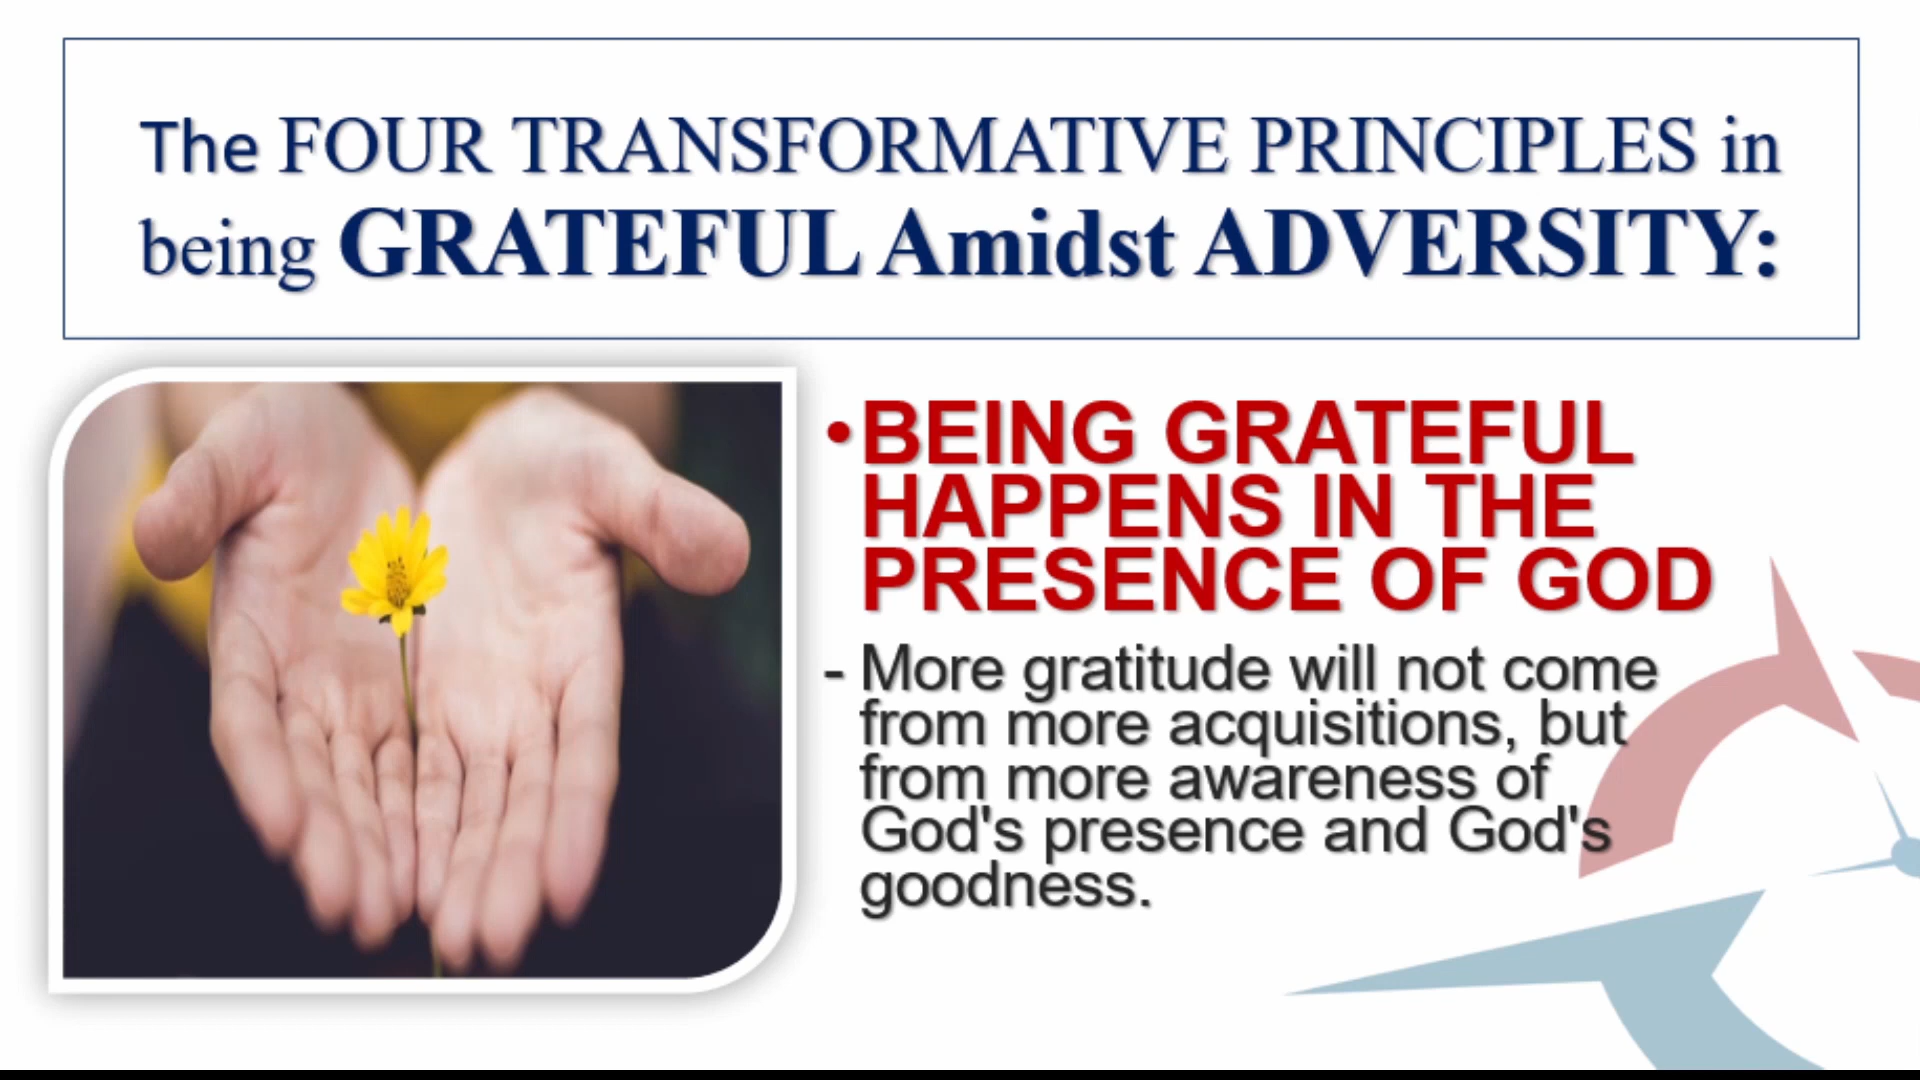 The FOUR TRANSFORMATIVE PRINCIPLES in
being GRATEFUL Amidst ADVERSITY:
•BEING GRATEFUL
HAPPENS IN THE
PRESENCE OF GOD
- More gratitude will not come
from more acquisitions, but
from more awareness of
God's presence and God's
goodness.